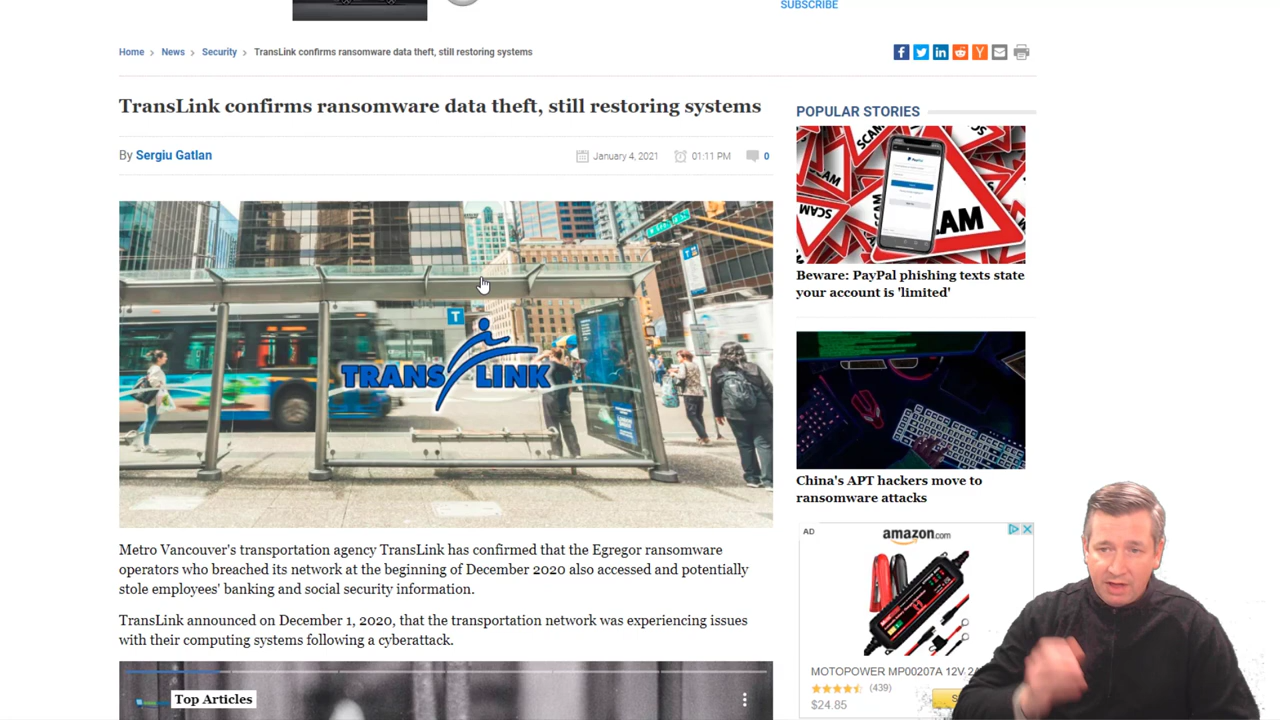 SUBSCRIBE
Home > News > Security > TransLink confirms ransomware data theft, still restoring systems
TransLink confirms ransomware data theft, still restoring systems
By Sergiu Gatlan
January 4, 2021 01:11 PM 0
TRANS LINK
Metro Vancouver's transportation agency TransLink has confirmed that the Egregor ransomware
operators who breached its network at the beginning of December 2020 also accessed and potentially
stole employees' banking and social security information.
TransLink announced on December 1, 2020, that the transportation network was experiencing issues
with their computing systems following a cyberattack.
Top Articles
POPULAR STORIES
SCAM
SCAM
PayPal
Beware: PayPal phishing texts state
your account is 'limited'
China's APT hackers move to
ransomware attacks
AD
amazon.com
MOTOPOWER MP00207A 12V 2A
(439)
$24.85